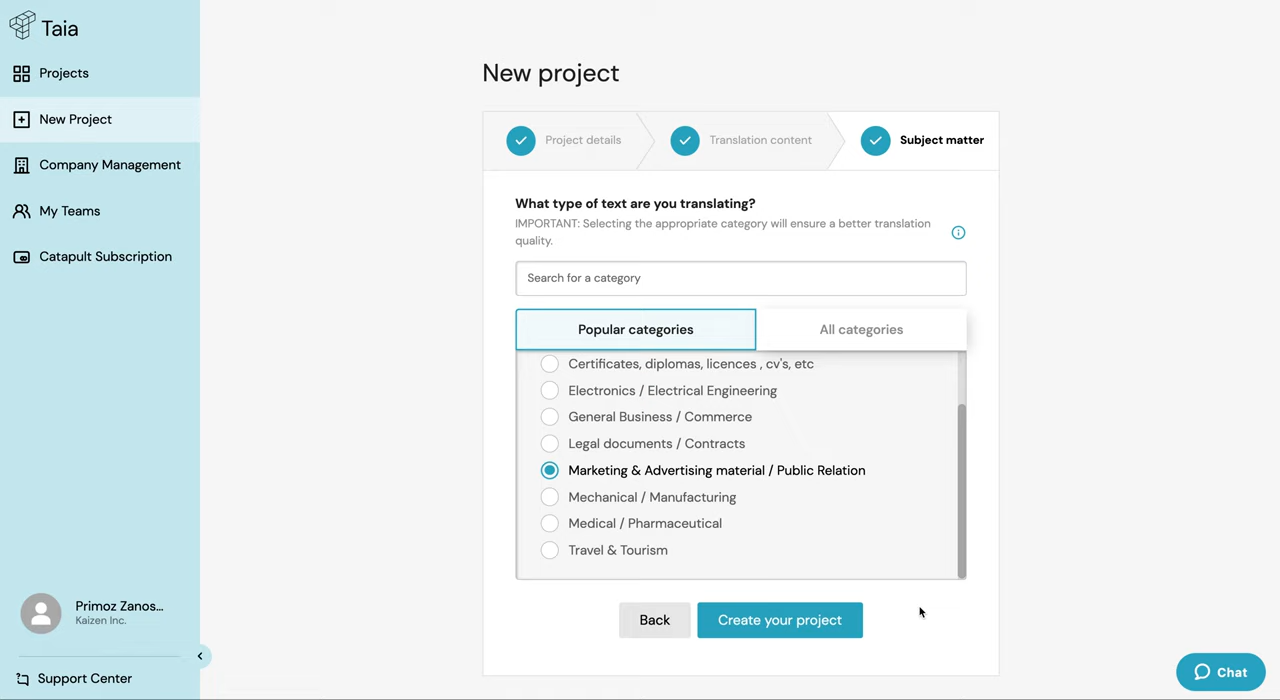 Taia
Projects
New Project
Company Management
My Teams
Catapult Subscription
Primoz Zanos...
Kaizen Inc.
Support Center
New project
Project details
Translation content
Subject matter
What type of text are you translating?
IMPORTANT: Selecting the appropriate category will ensure a better translation
quality.
Search for a category
Popular categories
All categories
Certificates, diplomas, licences , cv's, etc
Electronics / Electrical Engineering
General Business / Commerce
Legal documents / Contracts
Marketing & Advertising material / Public Relation
Mechanical / Manufacturing
Medical / Pharmaceutical
Travel & Tourism
Back
Create your project
Chat